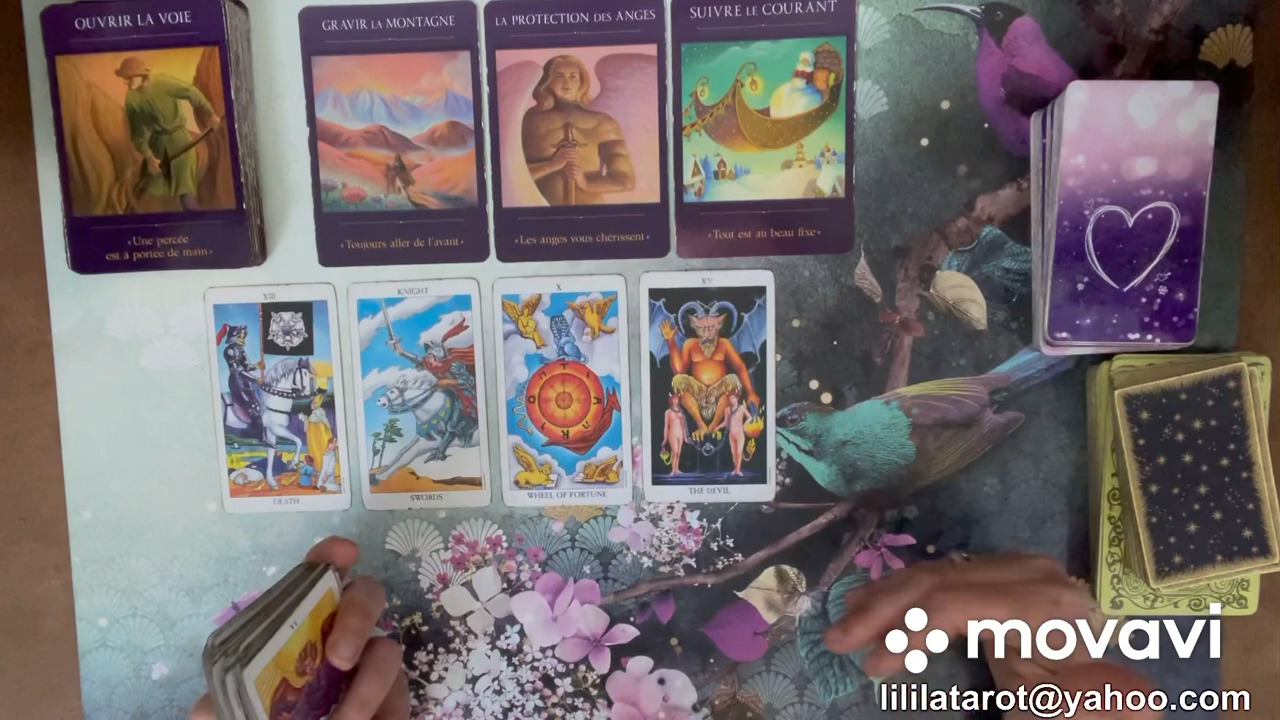 OUVRIR LA VOIE
GRAVIR LA MONTAGNE
LA PROTECTION DES ANGES
SUIVRE LE COURANT
«Une percée
est à portée de main»
«Toujours aller de l'avant»
«Les anges vous chérissent»
«Tout est au beau fixe»
XIII
KNIGHT
X
XV
DEATH
SWORDS
WHEEL OF FORTUNE
THE DEVIL
movavi
lililatarot@yahoo.com